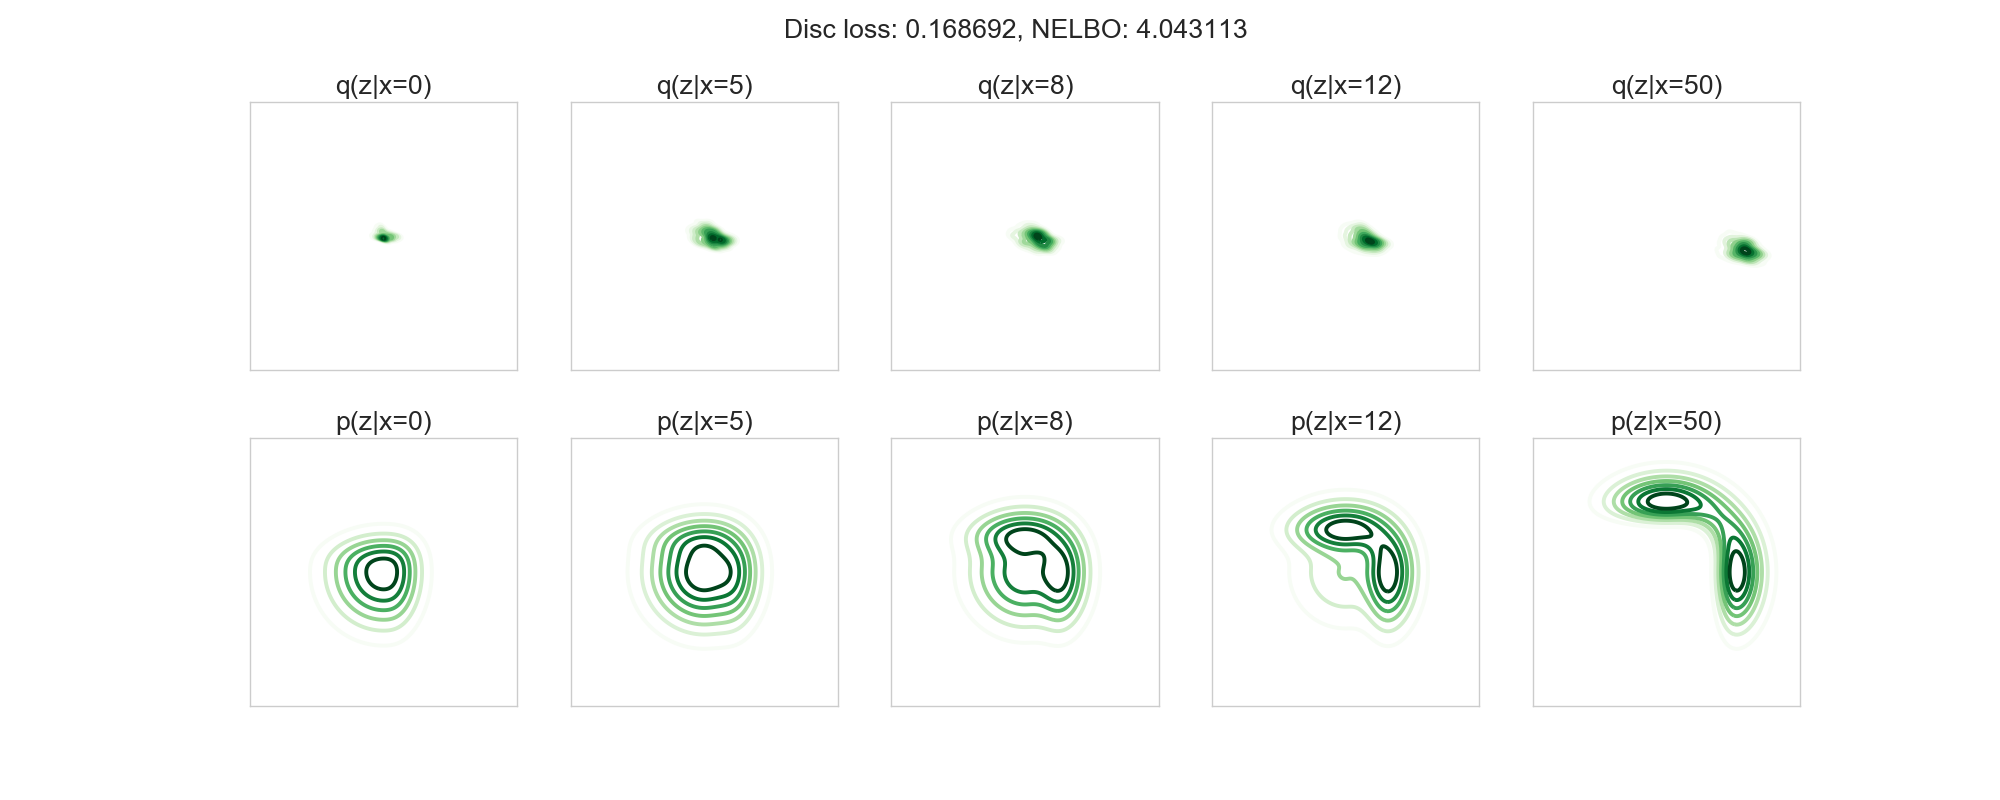 Disc loss: 0.168692, NELBO: 4.043113
q(z|x=0) q(z|x=5) q(z|x=8) q(z|x=12) q(z|x=50)
p(z|x=0) p(z|x=5) p(z|x=8) p(z|x=12) p(z|x=50)